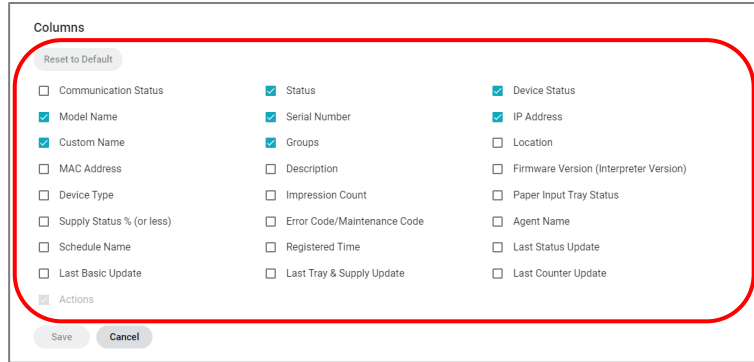 Columns
Reset to Default
Communication Status Status Device Status
Model Name Serial Number IP Address
Custom Name Groups Location
MAC Address Description Firmware Version (Interpreter Version)
Device Type Impression Count Paper Input Tray Status
Supply Status % (or less) Error Code/Maintenance Code Agent Name
Schedule Name Registered Time Last Status Update
Last Basic Update Last Tray & Supply Update Last Counter Update
Actions
Save Cancel